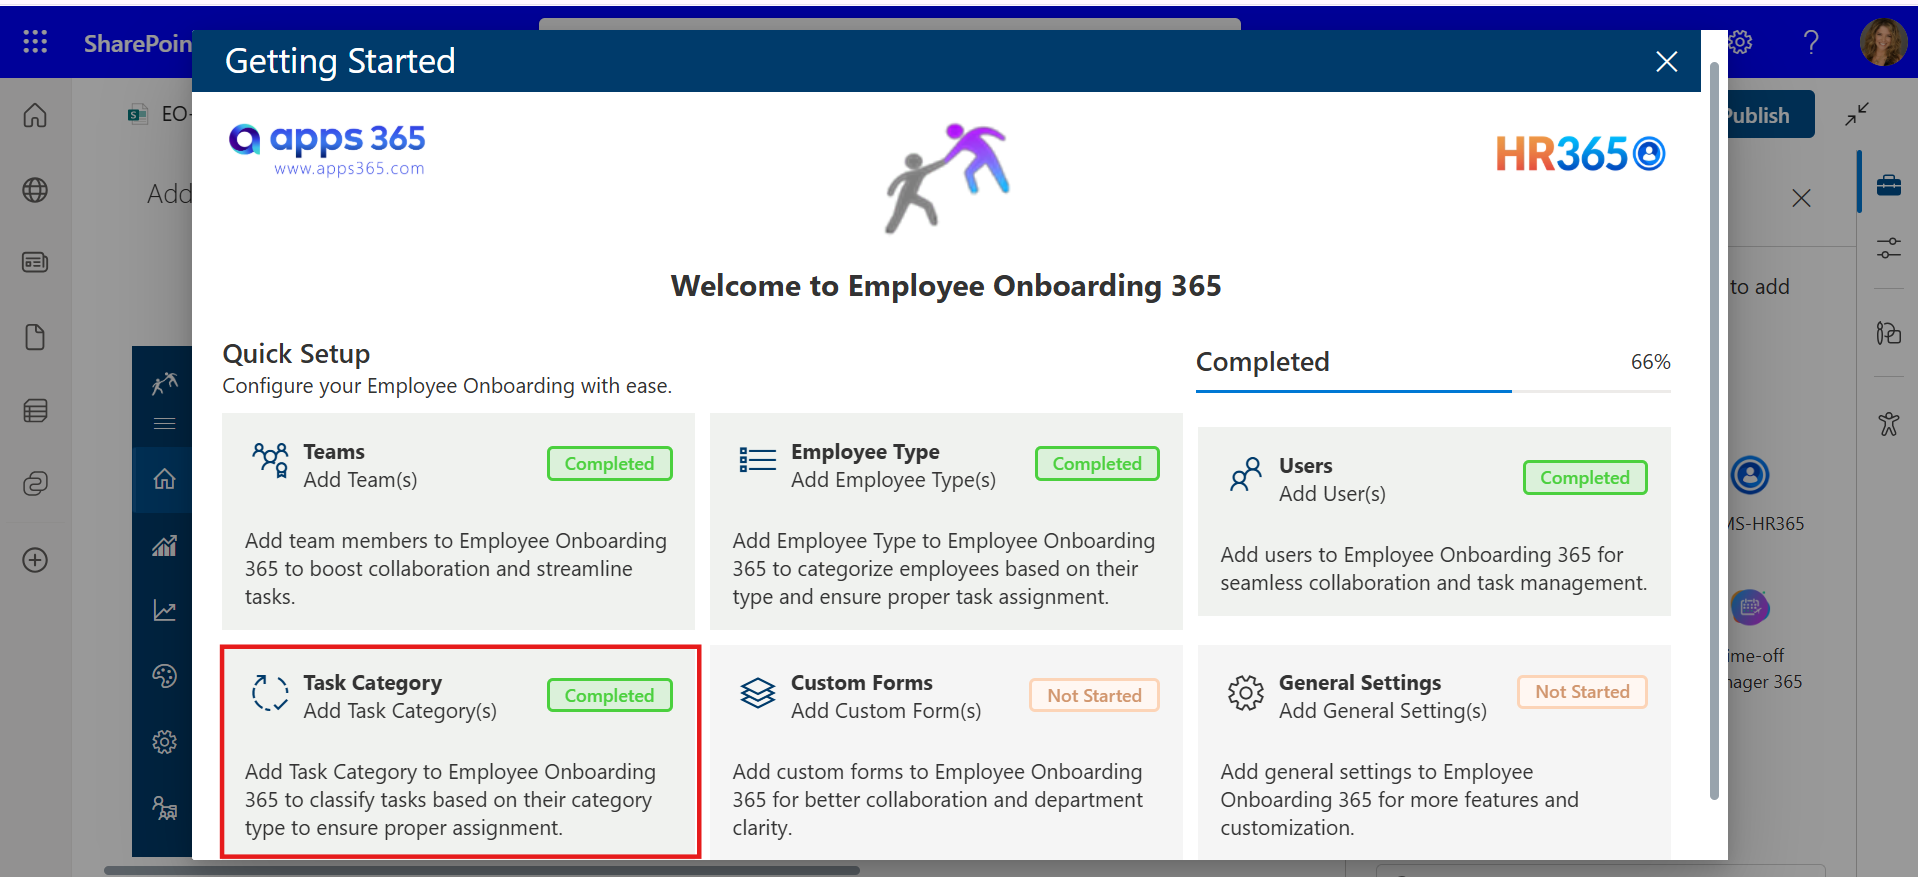 SharePoin
Getting Started
EO-
Publish
Add
apps 365
www.apps365.com
HR365
Welcome to Employee Onboarding 365
to add
Quick Setup
Configure your Employee Onboarding with ease.
Completed
66%
Teams
Add Team(s)
Completed
Add team members to Employee Onboarding
365 to boost collaboration and streamline
tasks.
Employee Type
Add Employee Type(s)
Completed
Add Employee Type to Employee Onboarding
365 to categorize employees based on their
type and ensure proper task assignment.
Users
Add User(s)
Completed
Add users to Employee Onboarding 365 for
seamless collaboration and task management.
MS-HR365
Task Category
Add Task Category(s)
Completed
Add Task Category to Employee Onboarding
365 to classify tasks based on their category
type to ensure proper assignment.
Custom Forms
Add Custom Form(s)
Not Started
Add custom forms to Employee Onboarding
365 for better collaboration and department
clarity.
General Settings
Add General Setting(s)
Not Started
Add general settings to Employee
Onboarding 365 for more features and
customization.
ime-off
nager 365